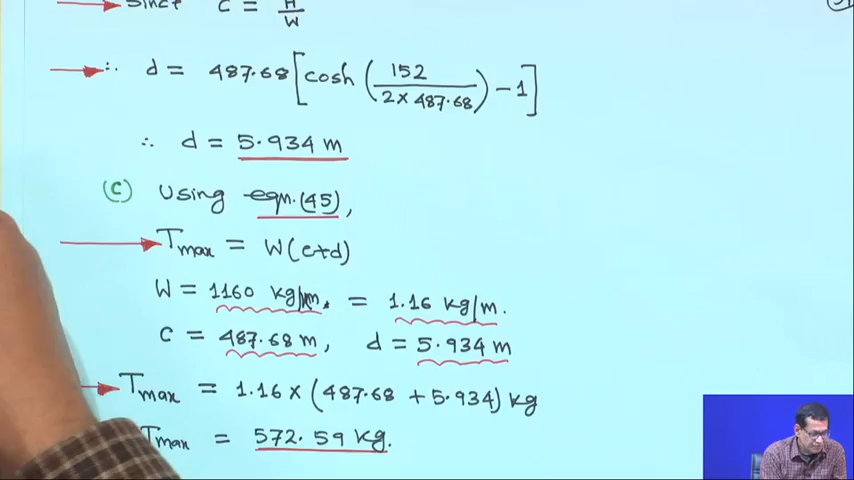 Since C = H/W
∴ d = 487.68 [cosh (152 / 2 × 487.68) − 1]
∴ d = 5.934 m
(c) Using eqn. (45),
Tmax = W(c+d)
W = 1160 kg/km. = 1.16 kg/m.
C = 487.68 m, d = 5.934 m
Tmax = 1.16 × (487.68 + 5.934) kg
Tmax = 572.59 kg.